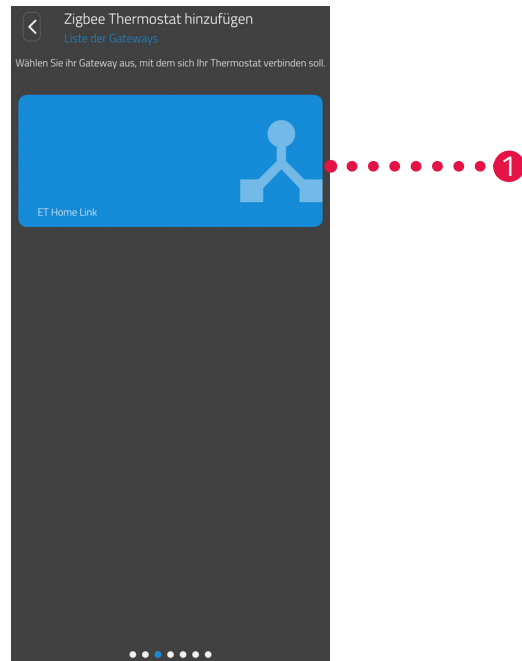 Zigbee Thermostat hinzufügen
Liste der Gateways
Wählen Sie ihr Gateway aus, mit dem sich Ihr Thermostat verbinden soll.
1
ET Home Link